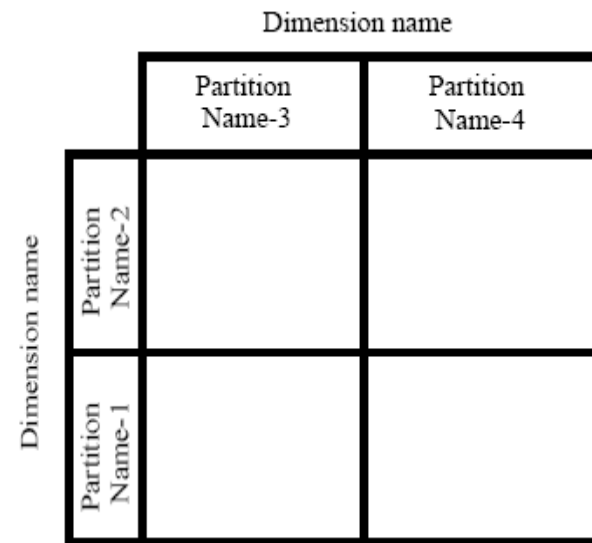 Dimension name
Partition
Name-3
Partition
Name-4
Dimension name
Partition
Name-2
Partition
Name-1